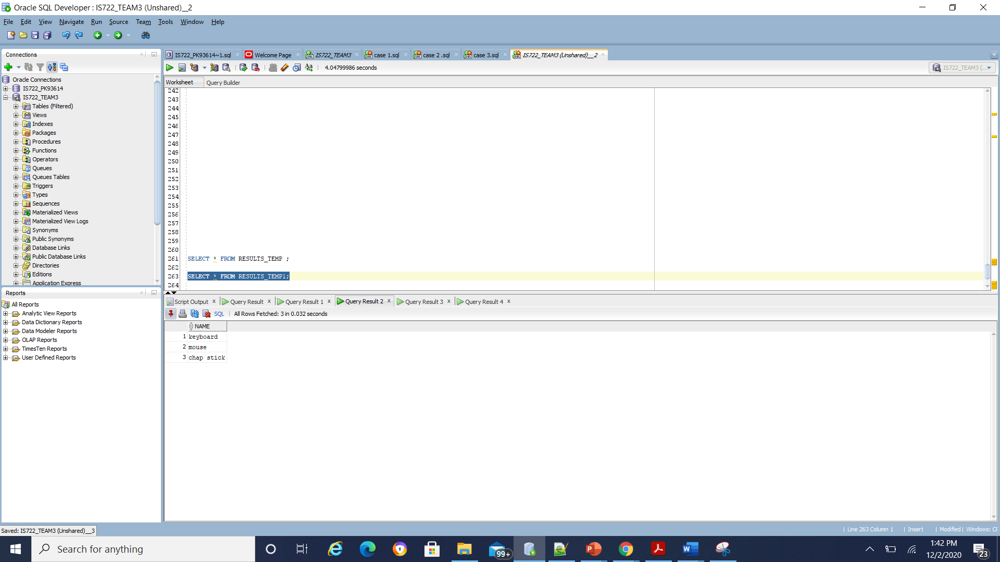 Oracle SQL Developer : IS722_TEAM3 (Unshared)__2
File Edit View Navigate Run Source Team Tools Window Help
Connections
IS722_PK93614~1.sql
Welcome Page
IS722_TEAM3
case 1.sql
case 2 .sql
case 3.sql
IS722_TEAM3 (Unshared)__2
4.04799986 seconds
IS722_TEAM3 (...
Worksheet Query Builder
Oracle Connections
IS722_PK93614
IS722_TEAM3
Tables (Filtered)
Views
Indexes
Packages
Procedures
Functions
Operators
Queues
Queues Tables
Triggers
Types
Sequences
Materialized Views
Materialized View Logs
Synonyms
Public Synonyms
Database Links
Public Database Links
Directories
Editions
Application Express
242
243
244
245
246
247
248
249
250
251
252
253
254
255
256
257
258
259
260
261 SELECT * FROM RESULTS_TEMP ;
262
263 SELECT * FROM RESULTS_TEMP1;
264
Reports
All Reports
Analytic View Reports
Data Dictionary Reports
Data Modeler Reports
OLAP Reports
TimesTen Reports
User Defined Reports
Script Output x Query Result x Query Result 1 x Query Result 2 x Query Result 3 x Query Result 4 x
SQL All Rows Fetched: 3 in 0.032 seconds
NAME
1 keyboard
2 mouse
3 chap stick
Saved: IS722_TEAM3 (Unshared)__3
Line 263 Column 1 Insert Modified Windows: CF
Search for anything
99+
1:42 PM
12/2/2020
23